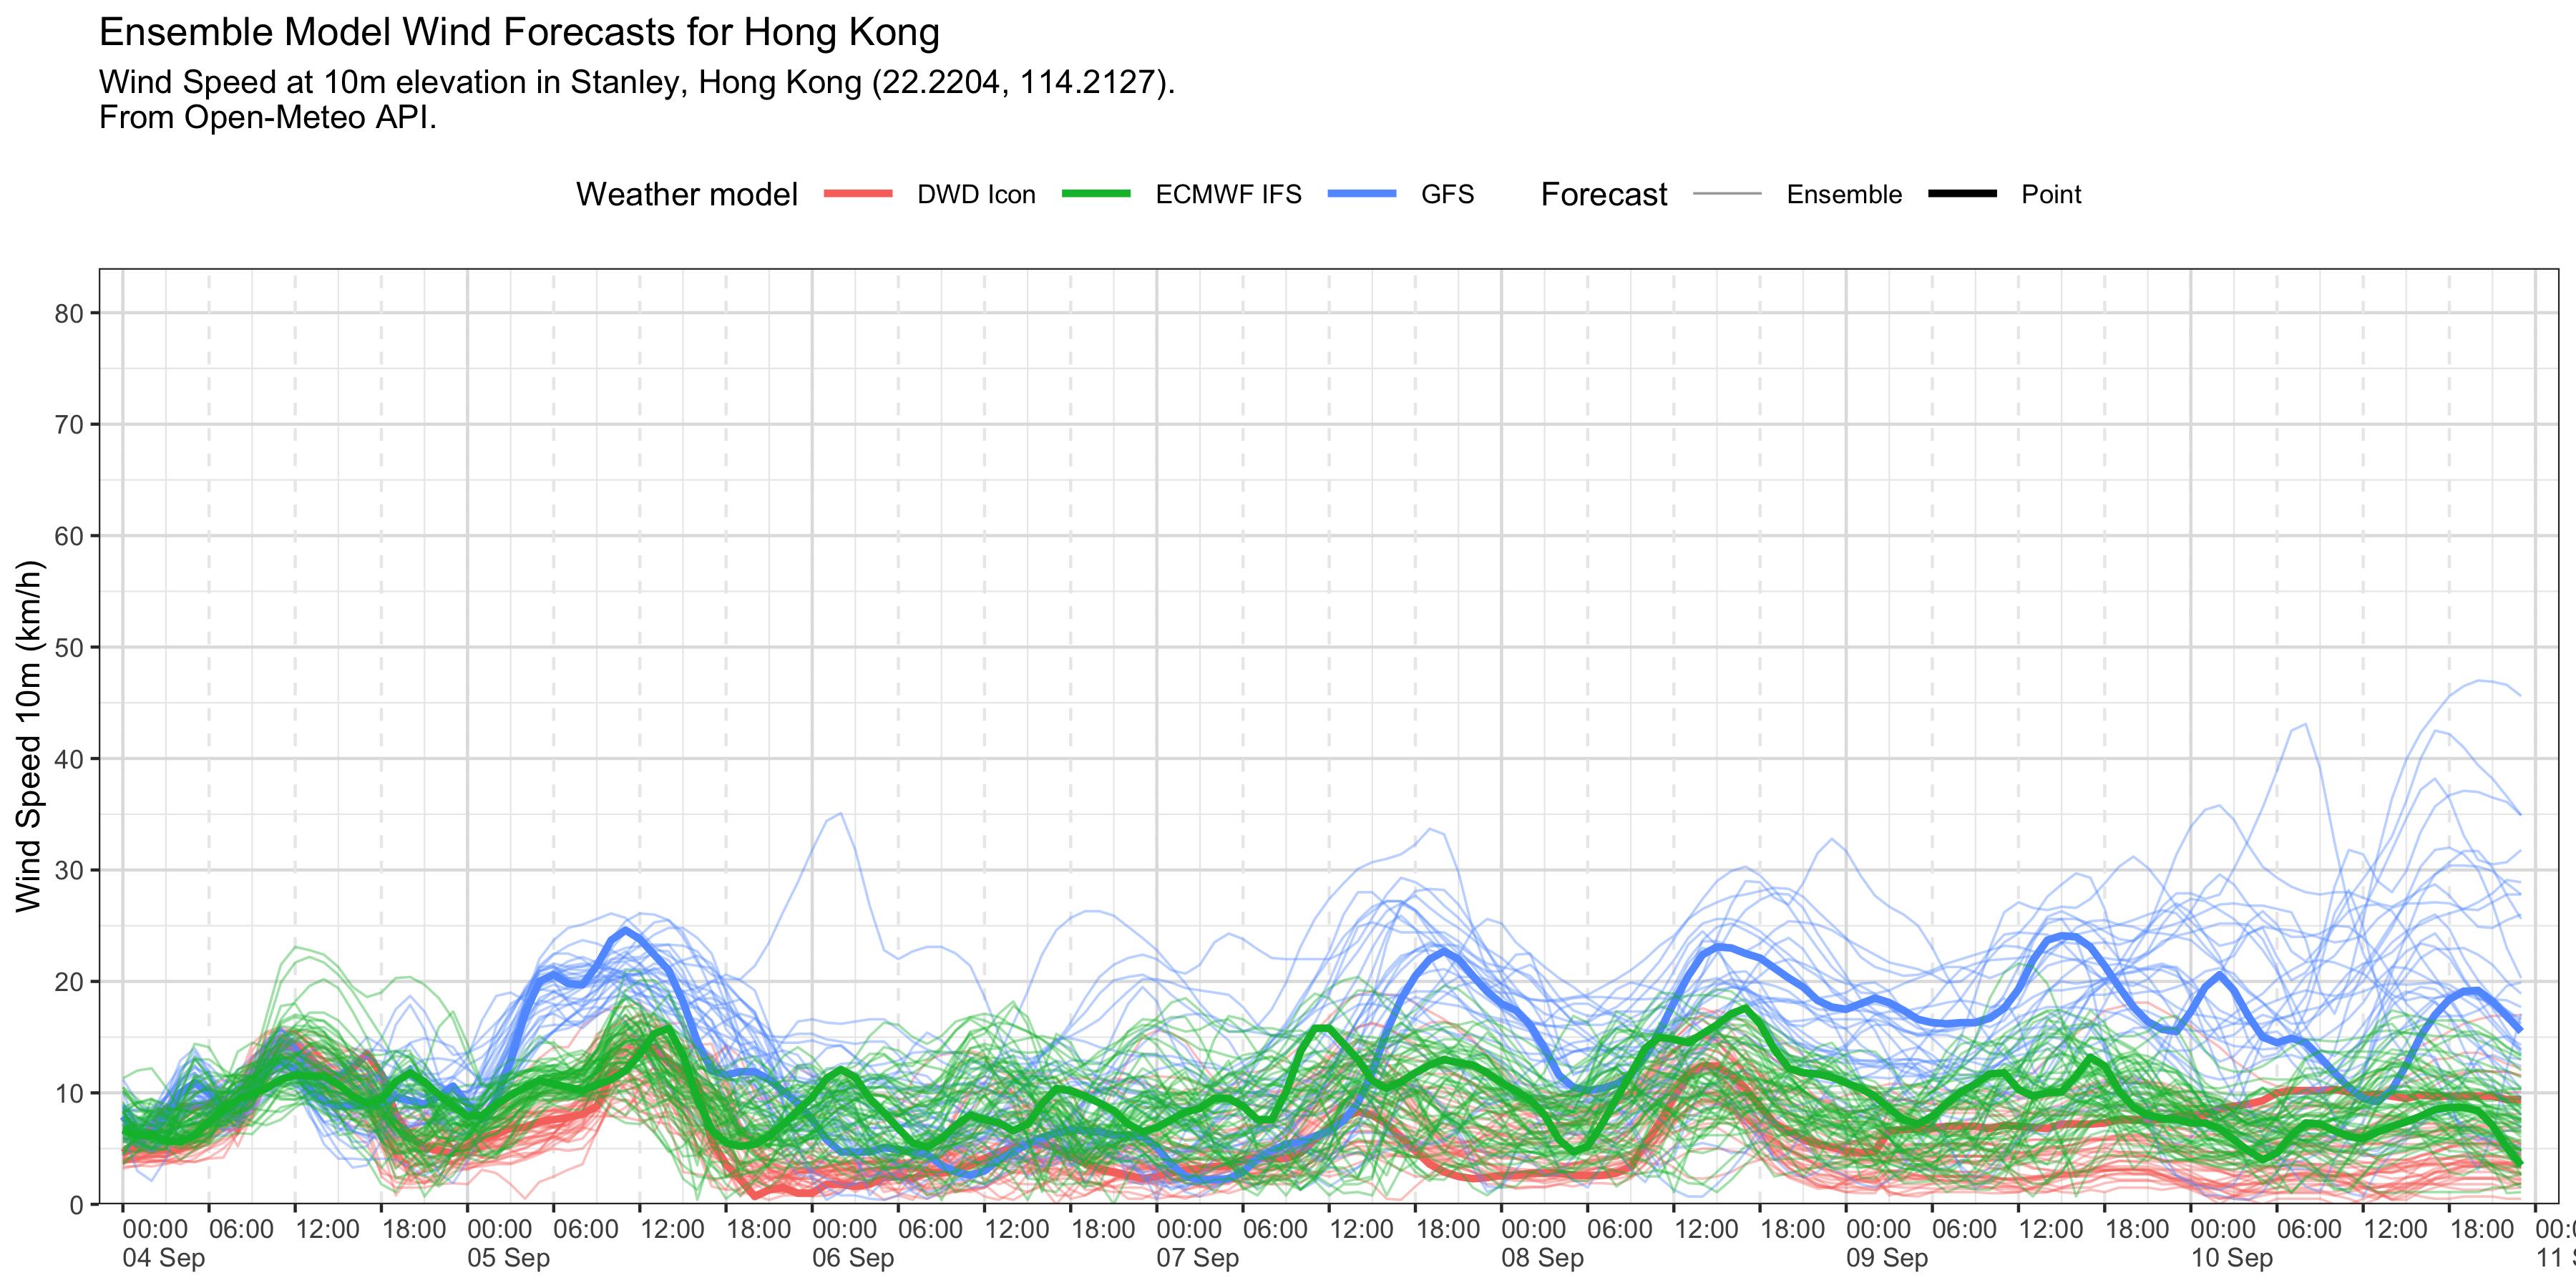 Ensemble Model Wind Forecasts for Hong Kong
Wind Speed at 10m elevation in Stanley, Hong Kong (22.2204, 114.2127).
From Open-Meteo API.
Weather model DWD Icon ECMWF IFS GFS Forecast Ensemble Point
Wind Speed 10m (km/h)
80
70
60
50
40
30
20
10
0
00:00 06:00 12:00 18:00 00:00 06:00 12:00 18:00 00:00 06:00 12:00 18:00 00:00 06:00 12:00 18:00 00:00 06:00 12:00 18:00 00:00 06:00 12:00 18:00 00:00 06:00 12:00 18:00
04 Sep 05 Sep 06 Sep 07 Sep 08 Sep 09 Sep 10 Sep 11